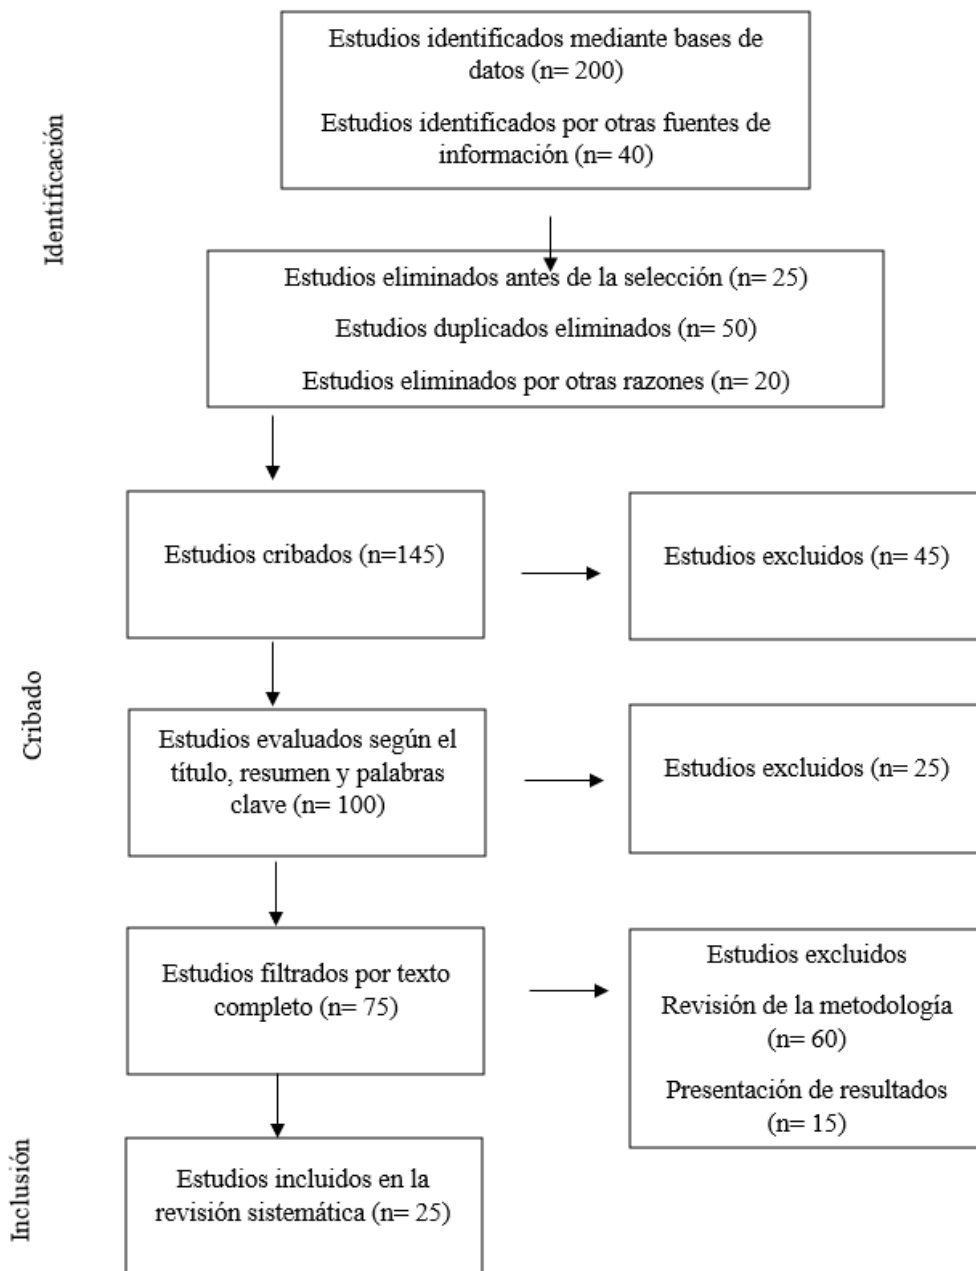 Identificación
Estudios identificados mediante bases de
datos (n= 200)
Estudios identificados por otras fuentes de
información (n= 40)
Estudios eliminados antes de la selección (n= 25)
Estudios duplicados eliminados (n= 50)
Estudios eliminados por otras razones (n= 20)
Cribado
Estudios cribados (n=145)
Estudios excluidos (n= 45)
Estudios evaluados según el
título, resumen y palabras
clave (n= 100)
Estudios excluidos (n= 25)
Estudios filtrados por texto
completo (n= 75)
Estudios excluidos
Revisión de la metodología
(n= 60)
Presentación de resultados
(n= 15)
Inclusión
Estudios incluidos en la
revisión sistemática (n= 25)